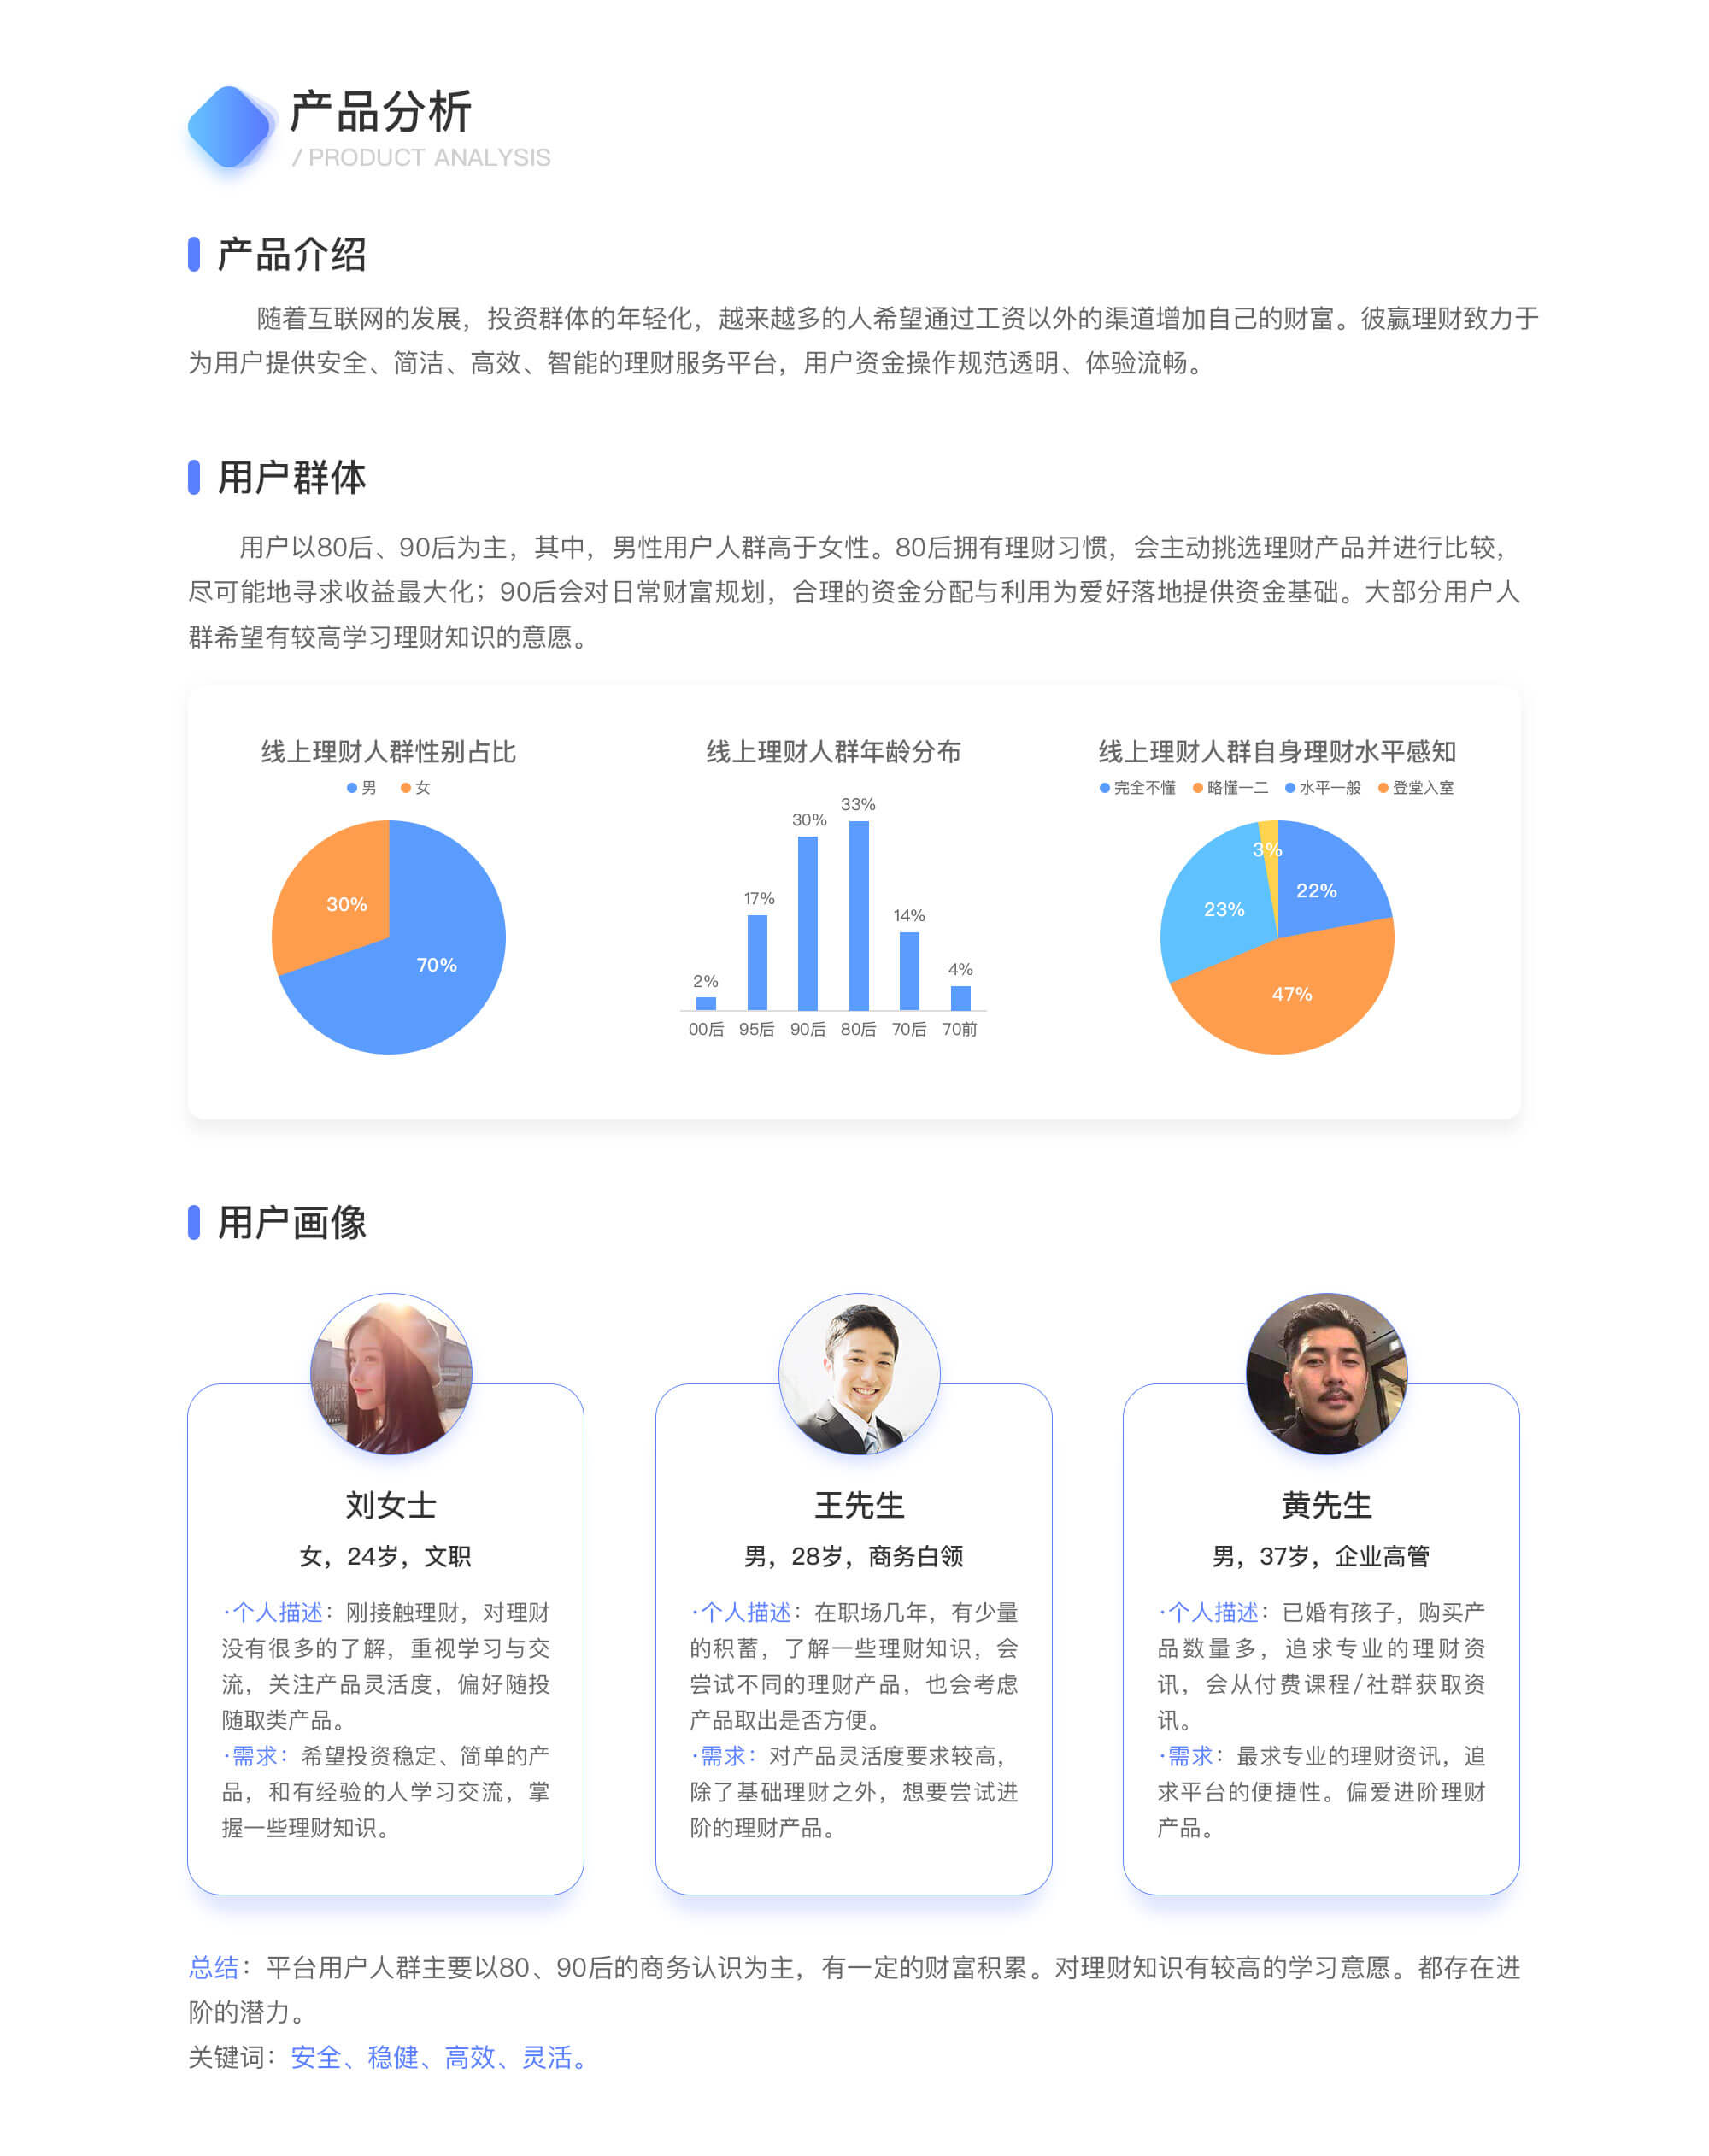 产品分析
/ PRODUCT ANALYSIS
产品介绍
随着互联网的发展，投资群体的年轻化，越来越多的人希望通过工资以外的渠道增加自己的财富。彼赢理财致力于
为用户提供安全、简洁、高效、智能的理财服务平台，用户资金操作规范透明、体验流畅。
用户群体
用户以80后、90后为主，其中，男性用户人群高于女性。80后拥有理财习惯，会主动挑选理财产品并进行比较，
尽可能地寻求收益最大化；90后会对日常财富规划，合理的资金分配与利用为爱好落地提供资金基础。大部分用户人
群希望有较高学习理财知识的意愿。
线上理财人群性别占比
男 女
30%
70%
线上理财人群年龄分布
2% 17% 30% 33% 14% 4%
00后 95后 90后 80后 70后 70前
线上理财人群自身理财水平感知
完全不懂 略懂一二 水平一般 登堂入室
3%
22%
23%
47%
用户画像
刘女士
女，24岁，文职
·个人描述：刚接触理财，对理财
没有很多的了解，重视学习与交
流，关注产品灵活度，偏好随投
随取类产品。
·需求：希望投资稳定、简单的产
品，和有经验的人学习交流，掌
握一些理财知识。
王先生
男，28岁，商务白领
·个人描述：在职场几年，有少量
的积蓄，了解一些理财知识，会
尝试不同的理财产品，也会考虑
产品取出是否方便。
·需求：对产品灵活度要求较高，
除了基础理财之外，想要尝试进
阶的理财产品。
黄先生
男，37岁，企业高管
·个人描述：已婚有孩子，购买产
品数量多，追求专业的理财资
讯，会从付费课程/社群获取资
讯。
·需求：最求专业的理财资讯，追
求平台的便捷性。偏爱进阶理财
产品。
总结：平台用户人群主要以80、90后的商务认识为主，有一定的财富积累。对理财知识有较高的学习意愿。都存在进
阶的潜力。
关键词：安全、稳健、高效、灵活。